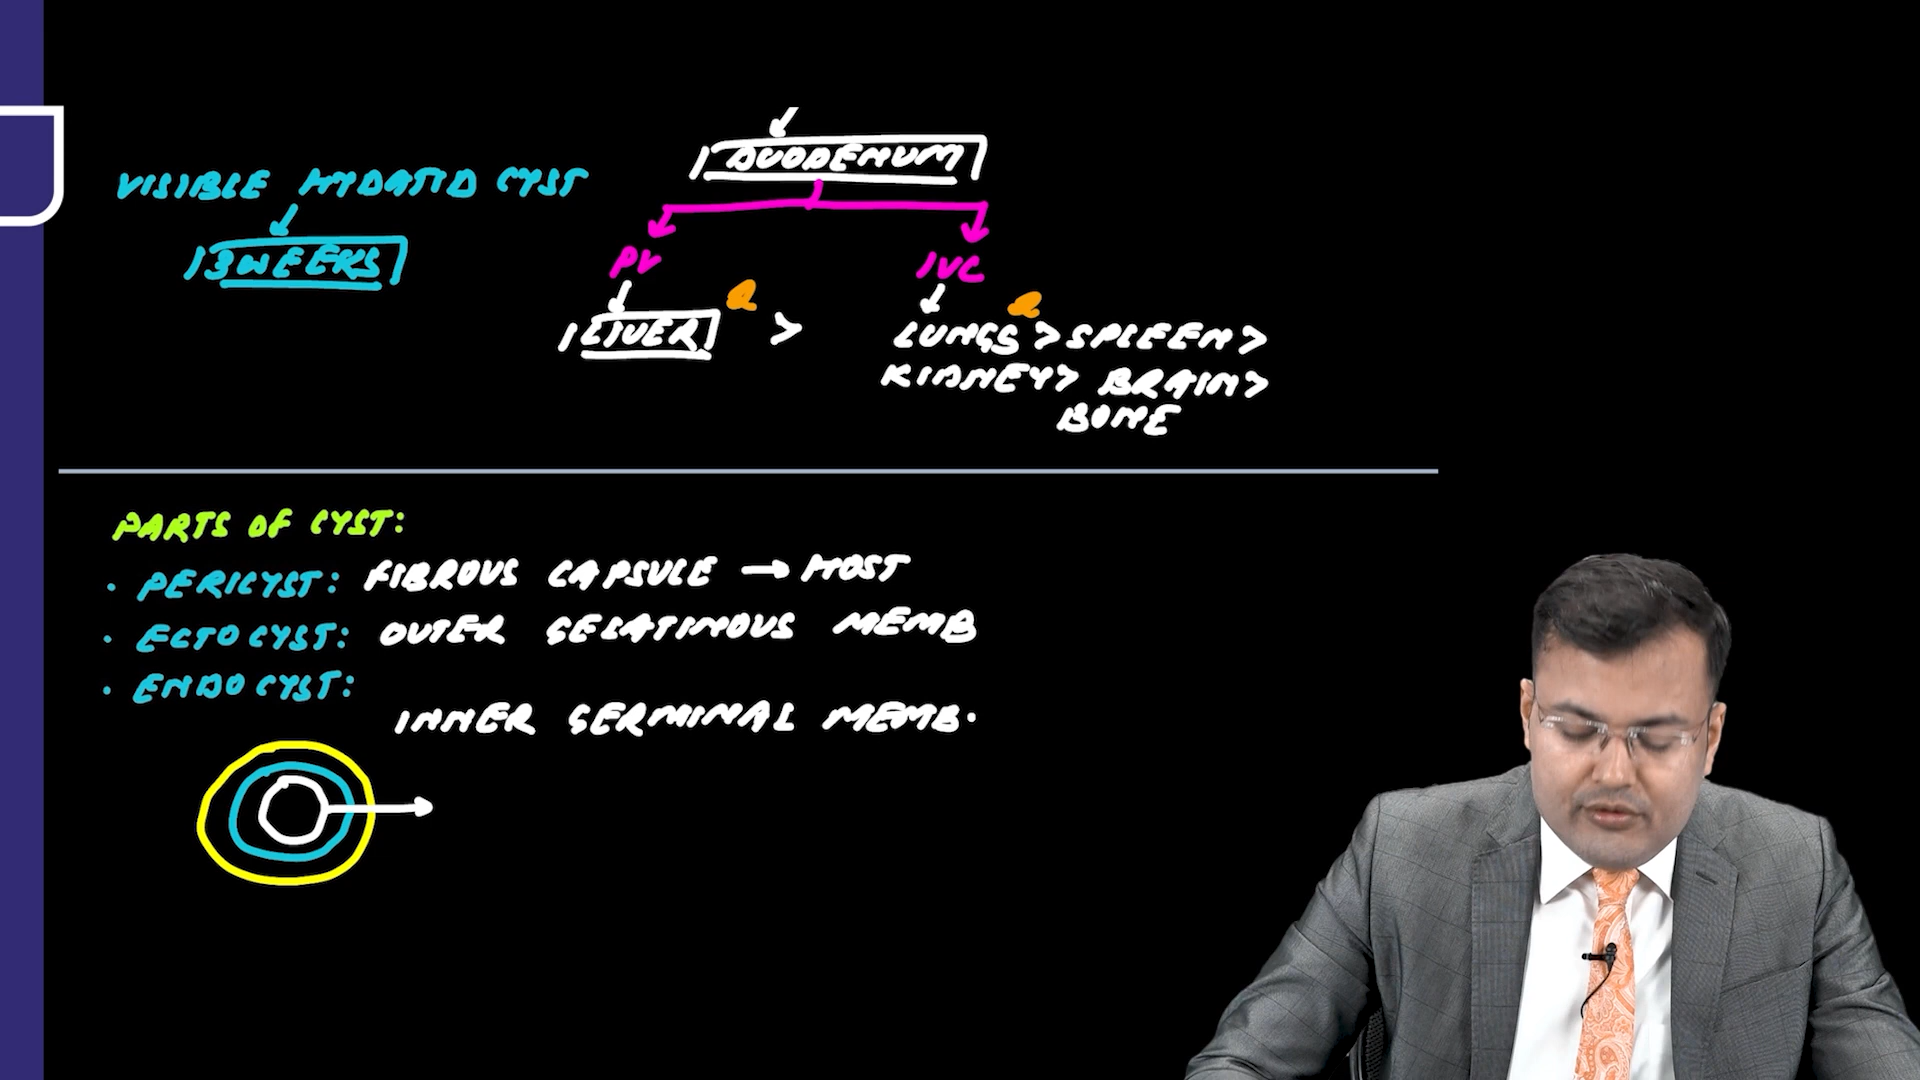 DUODENUM
VISIBLE HYDATID CYST
3 WEEKS
PV IVC
LIVER Q > LUNGS Q > SPLEEN >
KIDNEY > BRAIN >
BONE
PARTS OF CYST:
• PERICYST: FIBROUS CAPSULE → HOST
• ECTOCYST: OUTER GELATINOUS MEMB
• ENDOCYST:
INNER GERMINAL MEMB.